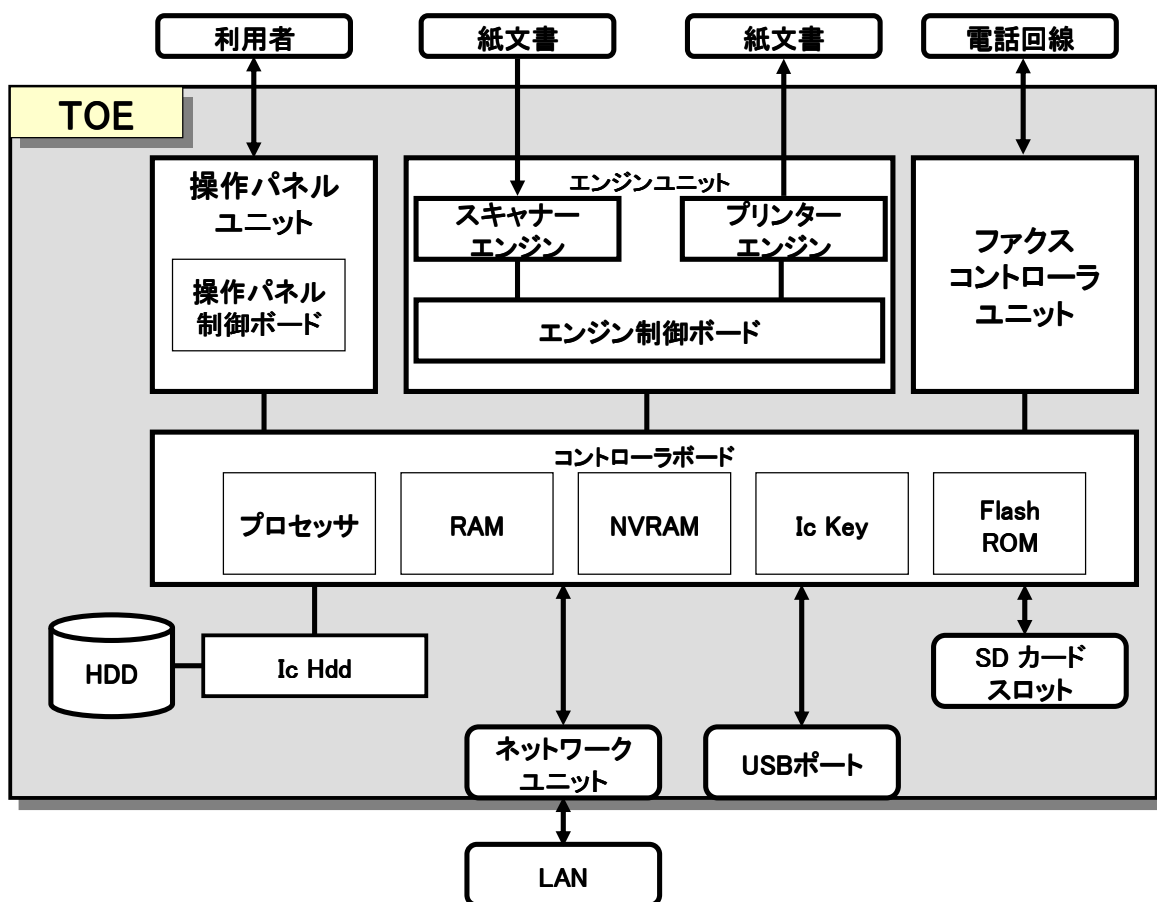 利用者
紙文書
紙文書
電話回線
TOE
操作パネル
ユニット
操作パネル
制御ボード
エンジンユニット
スキャナー
エンジン
プリンター
エンジン
エンジン制御ボード
ファクス
コントローラ
ユニット
コントローラボード
プロセッサ
RAM
NVRAM
Ic Key
Flash
ROM
HDD
Ic Hdd
SD カード
スロット
ネットワーク
ユニット
USBポート
LAN